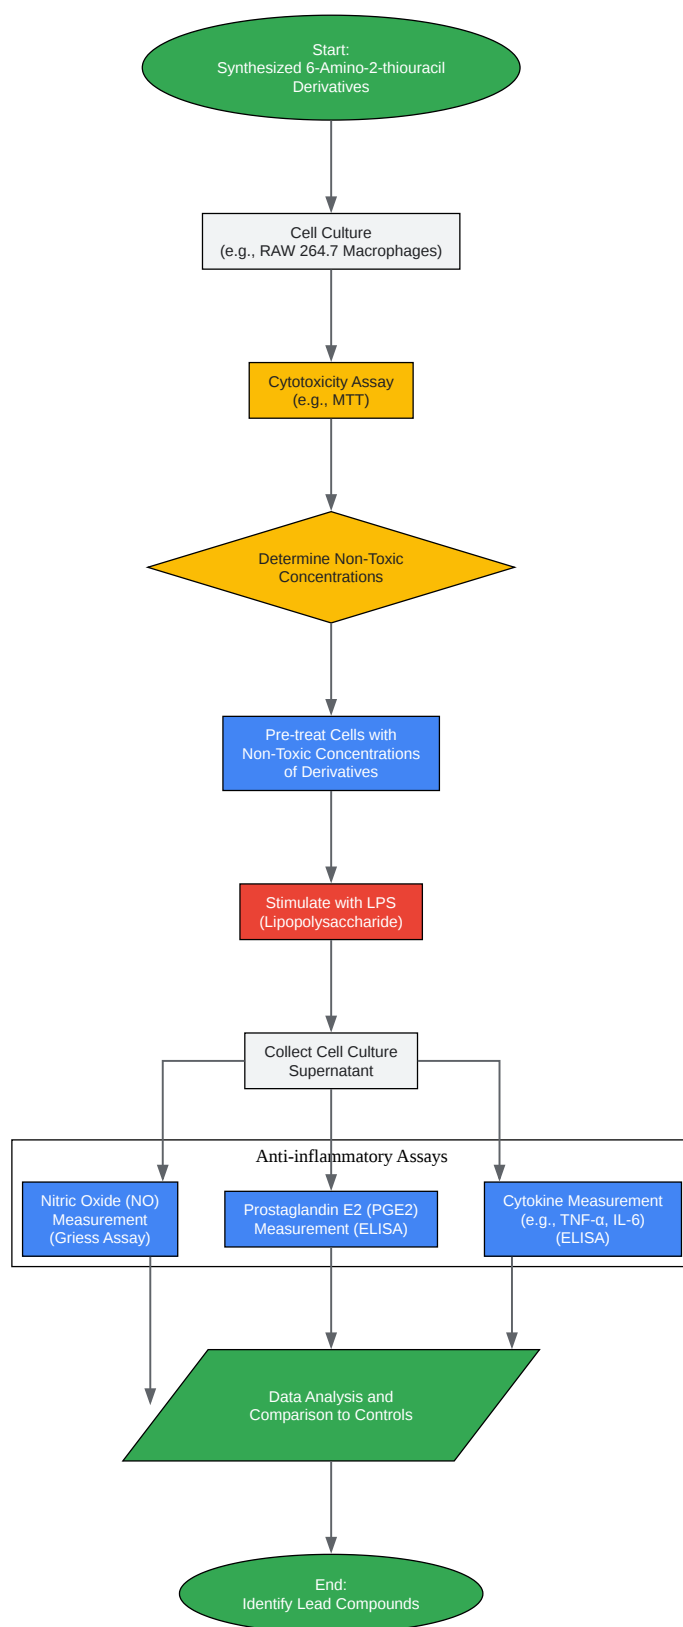 Start:
Synthesized 6-Amino-2-thiouracil
Derivatives
Cell Culture
(e.g., RAW 264.7 Macrophages)
Cytotoxicity Assay
(e.g., MTT)
Determine Non-Toxic
Concentrations
Pre-treat Cells with
Non-Toxic Concentrations
of Derivatives
Stimulate with LPS
(Lipopolysaccharide)
Collect Cell Culture
Supernatant
Anti-inflammatory Assays
Nitric Oxide (NO)
Measurement
(Griess Assay)
Prostaglandin E2 (PGE2)
Measurement (ELISA)
Cytokine Measurement
(e.g., TNF-α, IL-6)
(ELISA)
Data Analysis and
Comparison to Controls
End:
Identify Lead Compounds